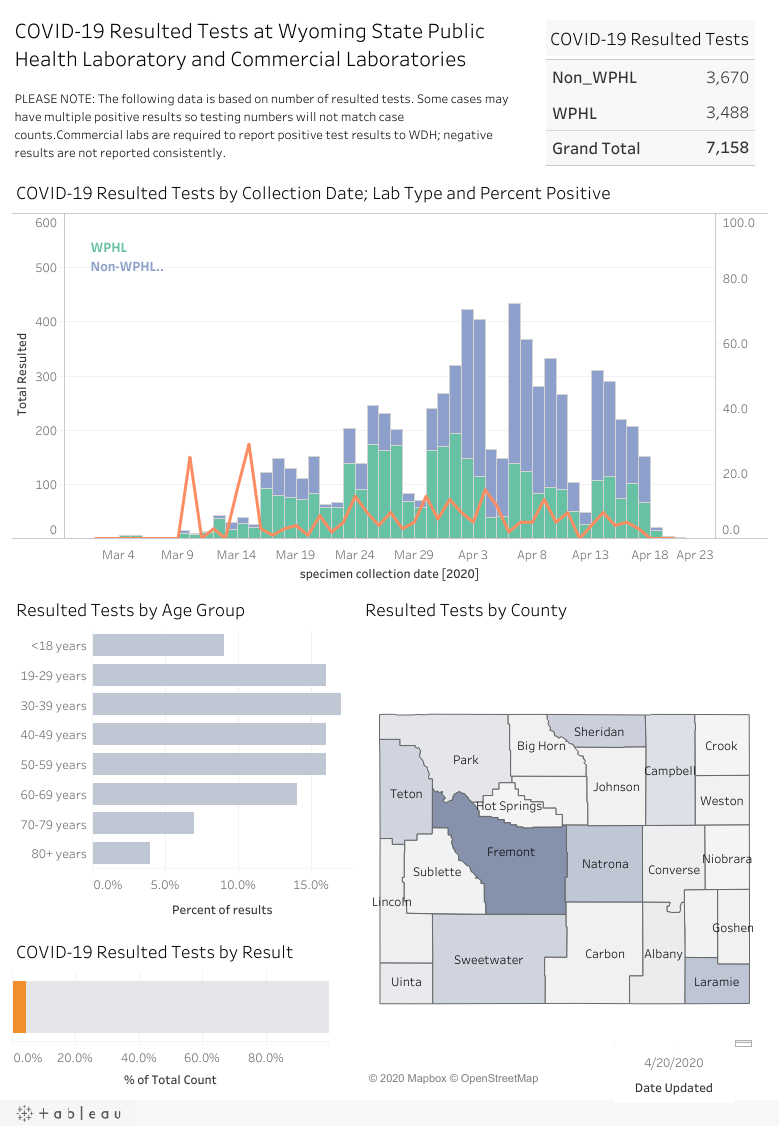 COVID-19 Resulted Tests at Wyoming State Public
Health Laboratory and Commercial Laboratories
PLEASE NOTE: The following data is based on number of resulted tests. Some cases may
have multiple positive results so testing numbers will not match case
counts.Commercial labs are required to report positive test results to WDH; negative
results are not reported consistently.
COVID-19 Resulted Tests
Non_WPHL 3,670
WPHL 3,488
Grand Total 7,158
COVID-19 Resulted Tests by Collection Date; Lab Type and Percent Positive
WPHL
Non-WPHL..
Total Resulted
600
500
400
300
200
100
0
100.0
80.0
60.0
40.0
20.0
0.0
Mar 4 Mar 9 Mar 14 Mar 19 Mar 24 Mar 29 Apr 3 Apr 8 Apr 13 Apr 18 Apr 23
specimen collection date [2020]
Resulted Tests by Age Group
<18 years
19-29 years
30-39 years
40-49 years
50-59 years
60-69 years
70-79 years
80+ years
0.0% 5.0% 10.0% 15.0%
Percent of results
Resulted Tests by County
Sheridan
Big Horn
Crook
Park
Campbell
Johnson
Teton
Weston
Hot Springs
Fremont
Natrona
Niobrara
Converse
Sublette
Lincoln
Goshen
Carbon
Albany
Sweetwater
Uinta
Laramie
COVID-19 Resulted Tests by Result
0.0% 20.0% 40.0% 60.0% 80.0%
% of Total Count
© 2020 Mapbox © OpenStreetMap
4/20/2020
Date Updated
+ a b l e a u